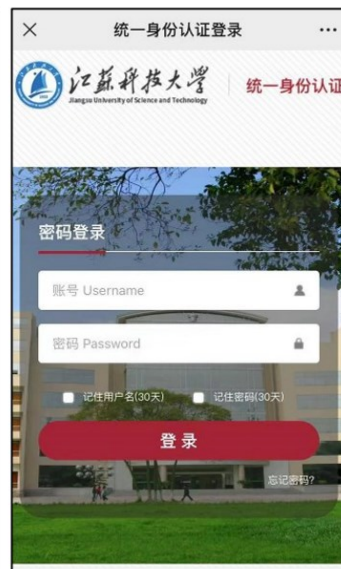 统一身份认证登录
江苏科技大学
Jiangsu University of Science and Technology
统一身份认证
密码登录
账号 Username
密码 Password
记住用户名(30天) 记住密码(30天)
登 录
忘记密码?